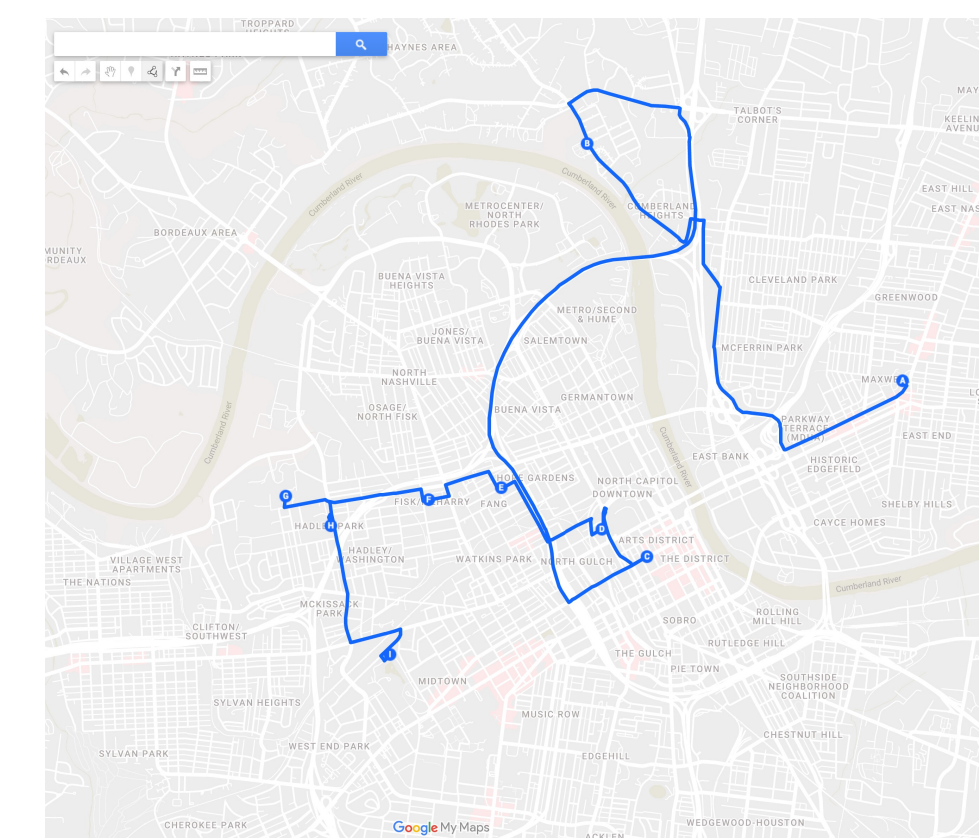 TROPPARD
HEIGHTS
HAYNES AREA
MAY
TALBOT'S
CORNER
KEELIN
AVENU
B
Cumberland River
Cumberland River
EAST HILL
METROCENTER/
NORTH
RHODES PARK
CUMBERLAND
HEIGHTS
EAST NAS
BORDEAUX AREA
MUNITY
RDEAUX
BUENA VISTA
HEIGHTS
CLEVELAND PARK
GREENWOOD
METRO/SECOND
& HUME
JONES/
BUENA VISTA
SALEMTOWN
MCFERRIN PARK
NORTH
NASHVILLE
MAXWE
A
GERMANTOWN
OSAGE/
NORTH FISK
BUENA VISTA
PARKWAY
TERRACE
(MDHA)
Cumberland River
Cumberland River
EAST BANK
EAST END
HISTORIC
EDGEFIELD
HOPE GARDENS
NORTH CAPITOL
DOWNTOWN
E
G
F
FISK/MEHARRY
FANG
SHELBY HILLS
CAYCE HOMES
HADLEY PARK
H
D
ARTS DISTRICT
HADLEY/
WASHINGTON
WATKINS PARK
NORTH GULCH
C
THE DISTRICT
VILLAGE WEST
APARTMENTS
THE NATIONS
Cumberland River
MCKISSACK
PARK
ROLLING
MILL HILL
SOBRO
CLIFTON/
SOUTHWEST
RUTLEDGE HILL
THE GULCH
I
PIE TOWN
MIDTOWN
SOUTHSIDE
NEIGHBORHOOD
COALITION
SYLVAN HEIGHTS
MUSIC ROW
CHESTNUT HILL
WEST END PARK
SYLVAN PARK
EDGEHILL
CHEROKEE PARK
Google My Maps
WEDGEWOOD-HOUSTON
ACKLEN